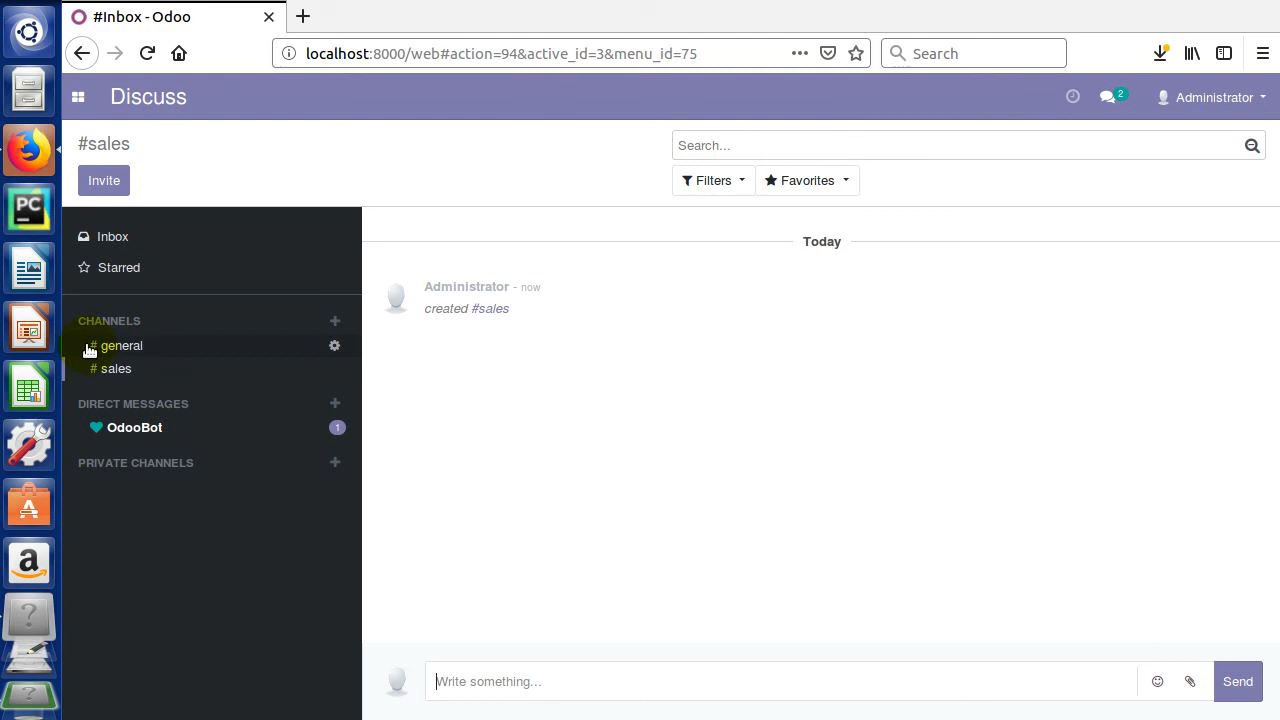 #Inbox - Odoo
localhost:8000/web#action=94&active_id=3&menu_id=75
Search
Discuss
2
Administrator
#sales
Search...
Invite
Filters
Favorites
Inbox
Starred
Today
Administrator - now
created #sales
CHANNELS
# general
# sales
DIRECT MESSAGES
OdooBot
1
PRIVATE CHANNELS
Write something...
Send
PC
A
a
?
?